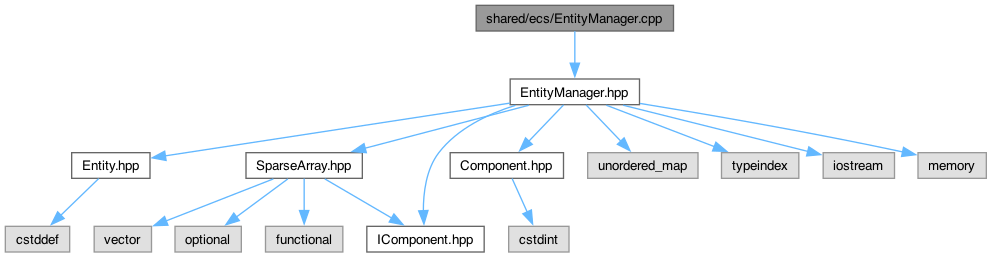 shared/ecs/EntityManager.cpp
EntityManager.hpp
Entity.hpp
SparseArray.hpp
Component.hpp
unordered_map
typeindex
iostream
memory
cstddef
vector
optional
functional
IComponent.hpp
cstdint